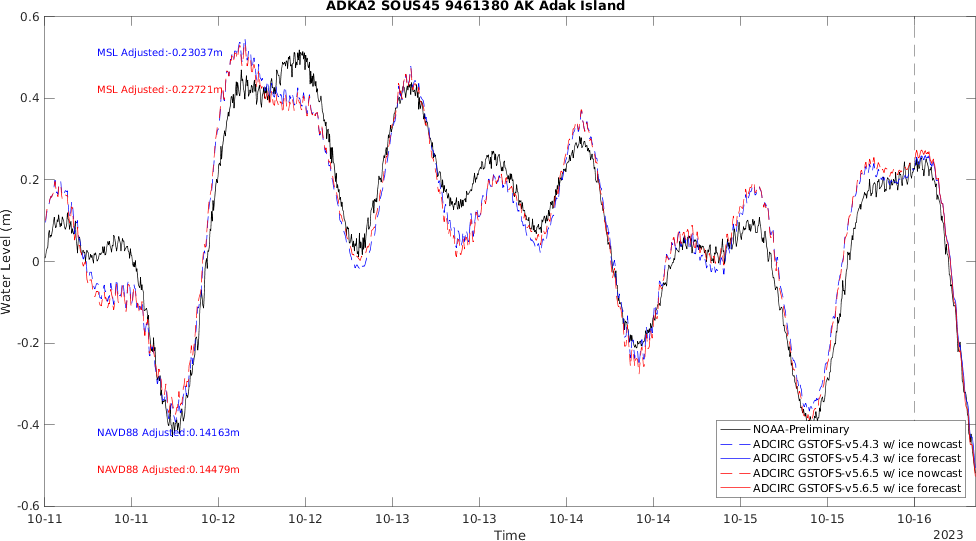 ADKA2 SOUS45 9461380 AK Adak Island
0.6
MSL Adjusted:-0.23037m
MSL Adjusted:-0.22721m
0.4
0.2
0
-0.2
-0.4
-0.6
Water Level (m)
NAVD88 Adjusted:0.14163m
NAVD88 Adjusted:0.14479m
NOAA-Preliminary
ADCIRC GSTOFS-v5.4.3 w/ ice nowcast
ADCIRC GSTOFS-v5.4.3 w/ ice forecast
ADCIRC GSTOFS-v5.6.5 w/ ice nowcast
ADCIRC GSTOFS-v5.6.5 w/ ice forecast
10-11 10-11 10-12 10-12 10-13 10-13 10-14 10-14 10-15 10-15 10-16
Time
2023